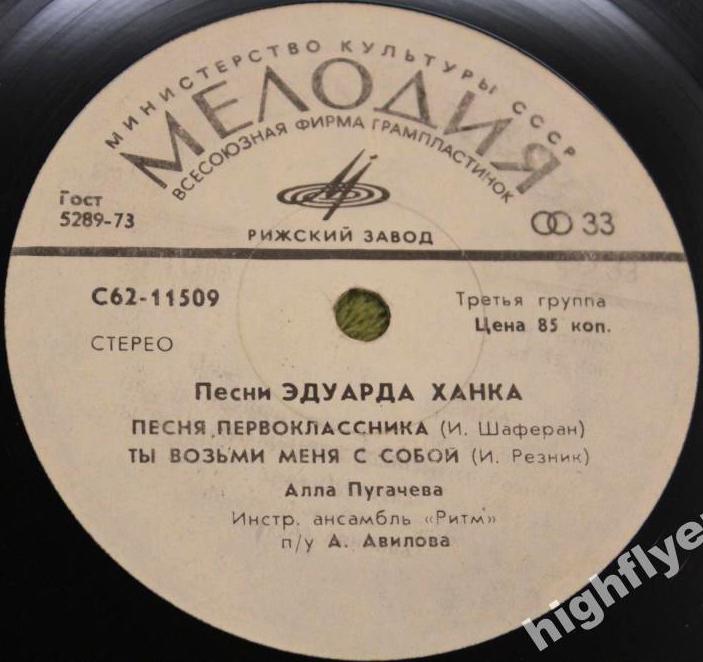 МИНИСТЕРСТВО КУЛЬТУРЫ СССР
МЕЛОДИЯ
ВСЕСОЮЗНАЯ ФИРМА ГРАМПЛАСТИНОК
Гост
5289-73
33
РИЖСКИЙ ЗАВОД
С62-11509
Третья группа
Цена 85 коп.
СТЕРЕО
Песни ЭДУАРДА ХАНКА
ПЕСНЯ ПЕРВОКЛАССНИКА (И. Шаферан)
ТЫ ВОЗЬМИ МЕНЯ С СОБОЙ (И. Резник)
Алла Пугачева
Инстр. ансамбль «Ритм»
п/у А. Авилова
highflye